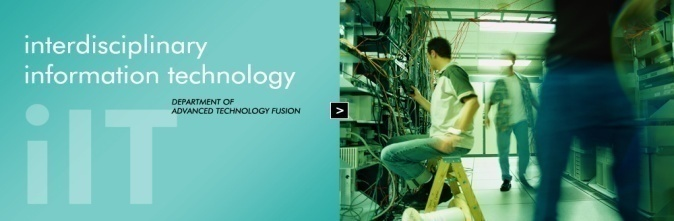 interdisciplinary
information technology
DEPARTMENT OF
ADVANCED TECHNOLOGY FUSION
iIT
>